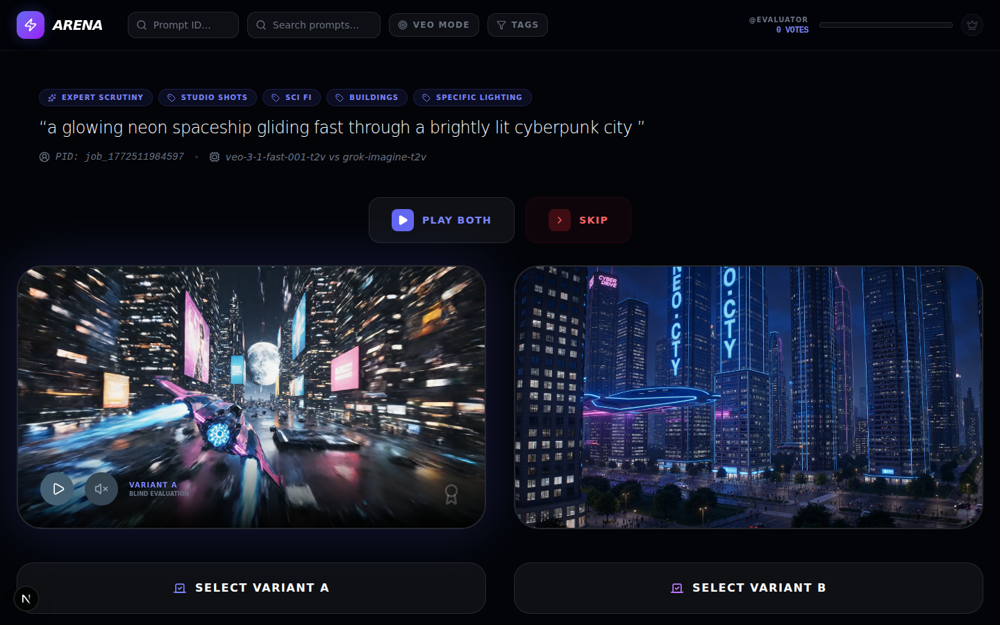 ARENA
Prompt ID...
Search prompts...
VEO MODE
TAGS
@EVALUATOR
0 VOTES
EXPERT SCRUTINY
STUDIO SHOTS
SCI FI
BUILDINGS
SPECIFIC LIGHTING
“a glowing neon spaceship gliding fast through a brightly lit cyberpunk city ”
PID: job_1772511984597 • veo-3-1-fast-001-t2v vs grok-imagine-t2v
PLAY BOTH
SKIP
VARIANT A
BLIND EVALUATION
CYBER
DRIVE
NEO·CTY
O·CTY
SELECT VARIANT A
SELECT VARIANT B
N